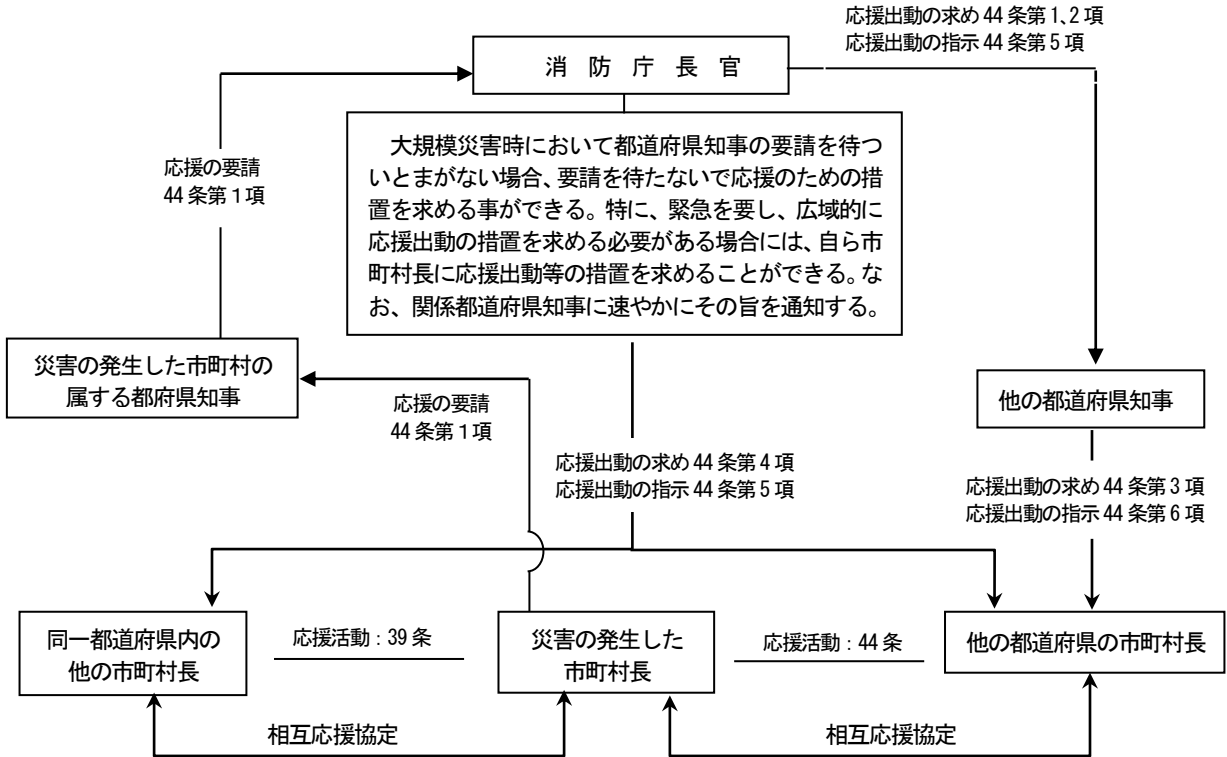 応援出動の求め 44 条第 1、2 項
応援出動の指示 44 条第 5 項
消 防 庁 長 官
大規模災害時において都道府県知事の要請を待つ
いとまがない場合、要請を待たないで応援のための措
置を求める事ができる。特に、緊急を要し、広域的に
応援出動の措置を求める必要がある場合には、自ら市
町村長に応援出動等の措置を求めることができる。な
お、関係都道府県知事に速やかにその旨を通知する。
応援の要請
44 条第 1 項
災害の発生した市町村の
属する都府県知事
応援の要請
44 条第 1 項
他の都道府県知事
応援出動の求め 44 条第 4 項
応援出動の指示 44 条第 5 項
応援出動の求め 44 条第 3 項
応援出動の指示 44 条第 6 項
同一都道府県内の
他の市町村長
応援活動：39 条
災害の発生した
市町村長
応援活動：44 条
他の都道府県の市町村長
相互応援協定
相互応援協定